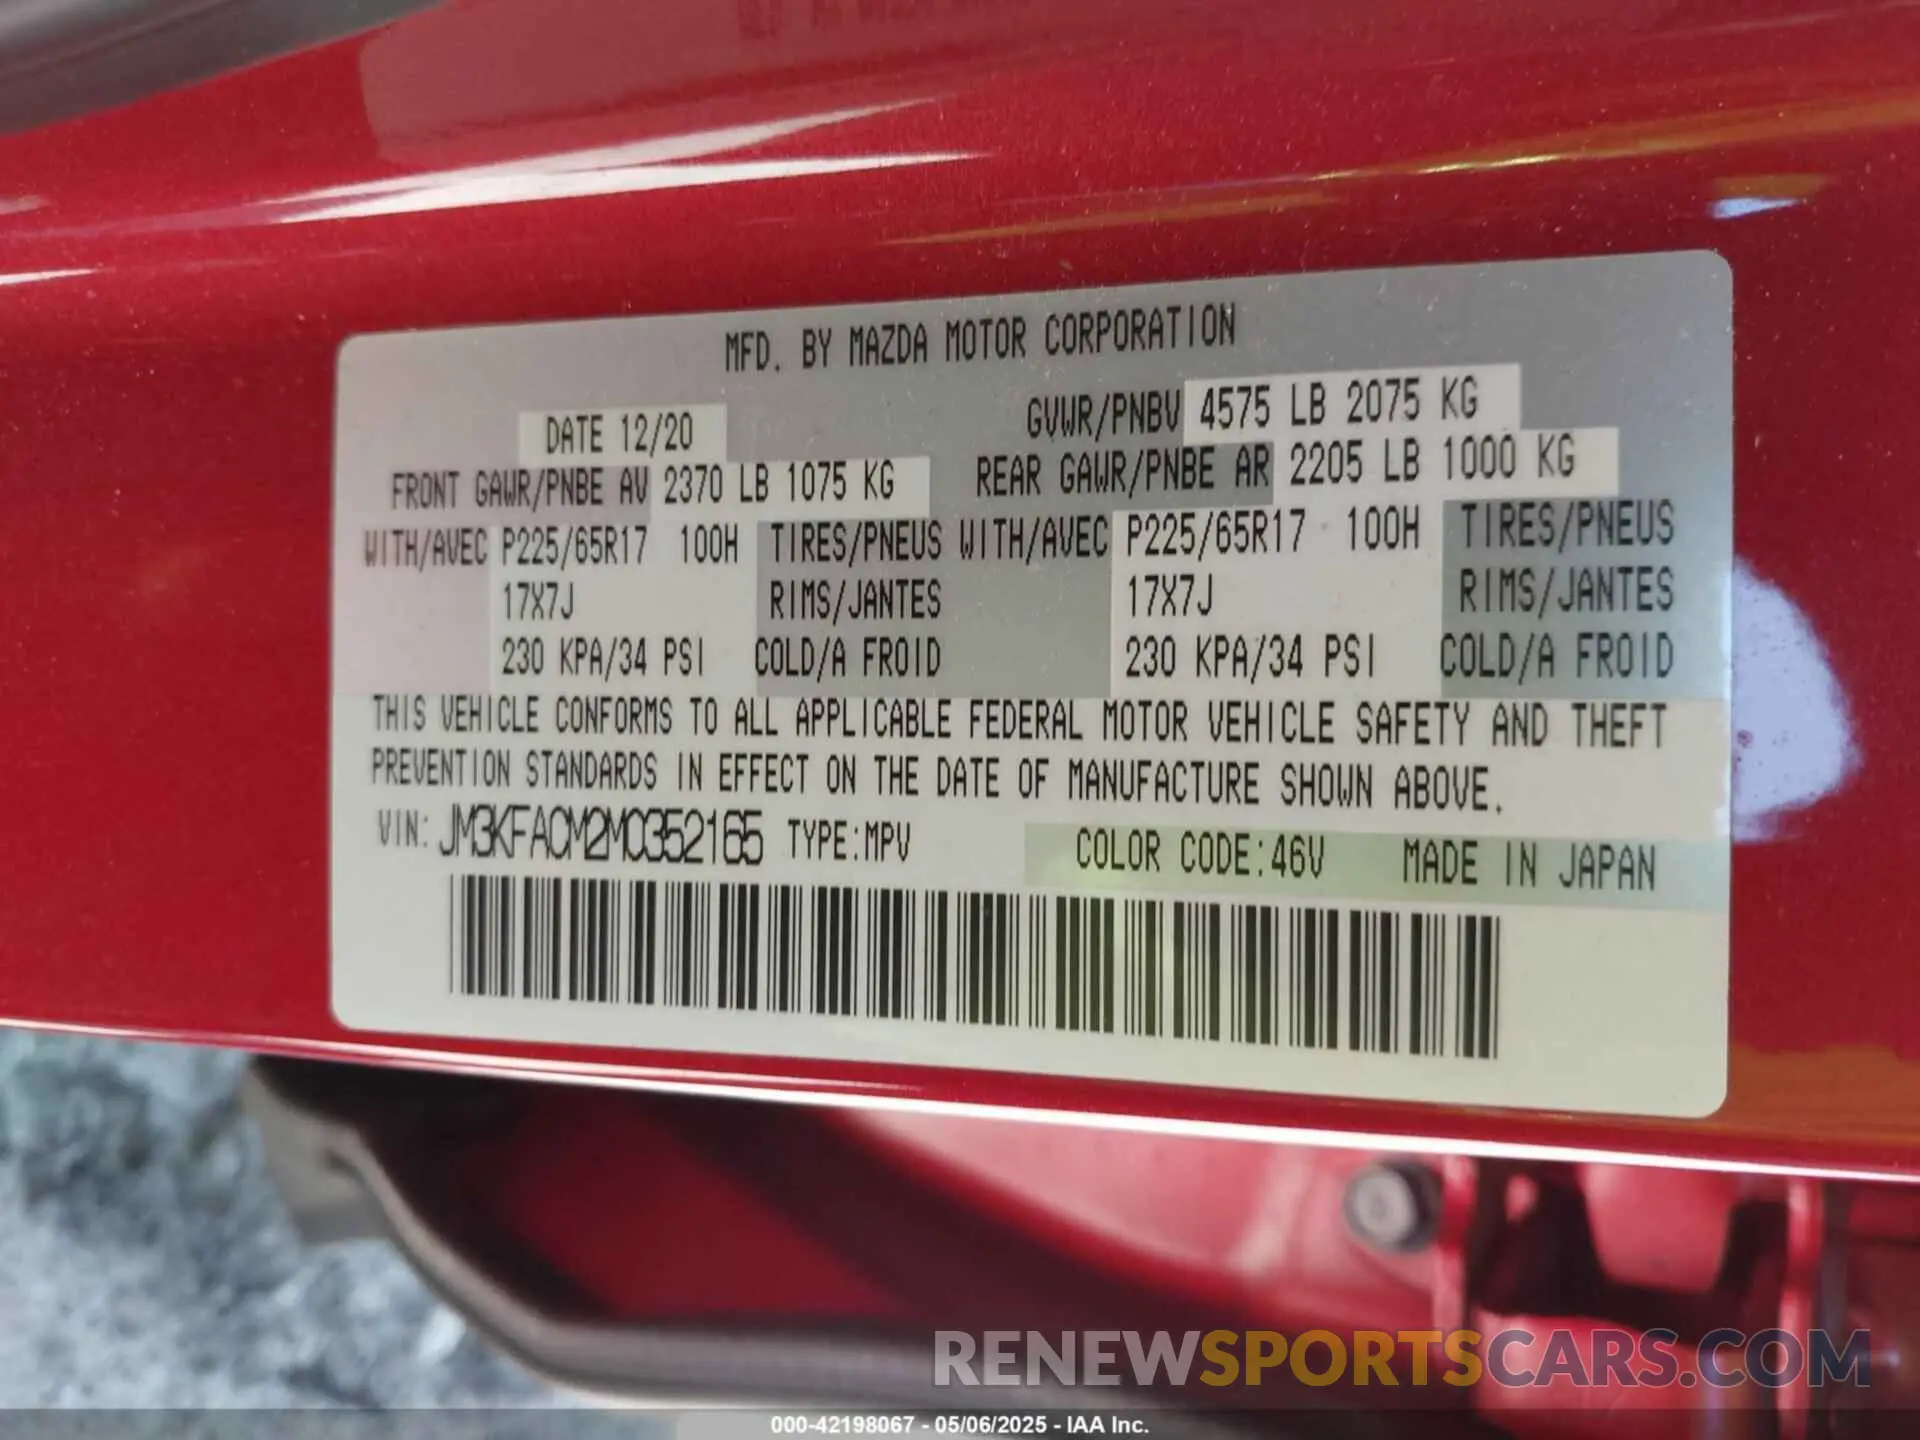 MFD. BY MAZDA MOTOR CORPORATION
DATE 12/20 GVWR/PNBV 4575 LB 2075 KG
FRONT GAWR/PNBE AV 2370 LB 1075 KG REAR GAWR/PNBE AR 2205 LB 1000 KG
WITH/AVEC P225/65R17 100H TIRES/PNEUS WITH/AVEC P225/65R17 100H TIRES/PNEUS
17X7J RIMS/JANTES 17X7J RIMS/JANTES
230 KPA/34 PSI COLD/A FROID 230 KPA/34 PSI COLD/A FROID
THIS VEHICLE CONFORMS TO ALL APPLICABLE FEDERAL MOTOR VEHICLE SAFETY AND THEFT
PREVENTION STANDARDS IN EFFECT ON THE DATE OF MANUFACTURE SHOWN ABOVE.
VIN: JM3KFACM2M0352165 TYPE:MPV COLOR CODE:46V MADE IN JAPAN
RENEWSPORTSCARS.COM
000-42198067 - 05/06/2025 - IAA Inc.